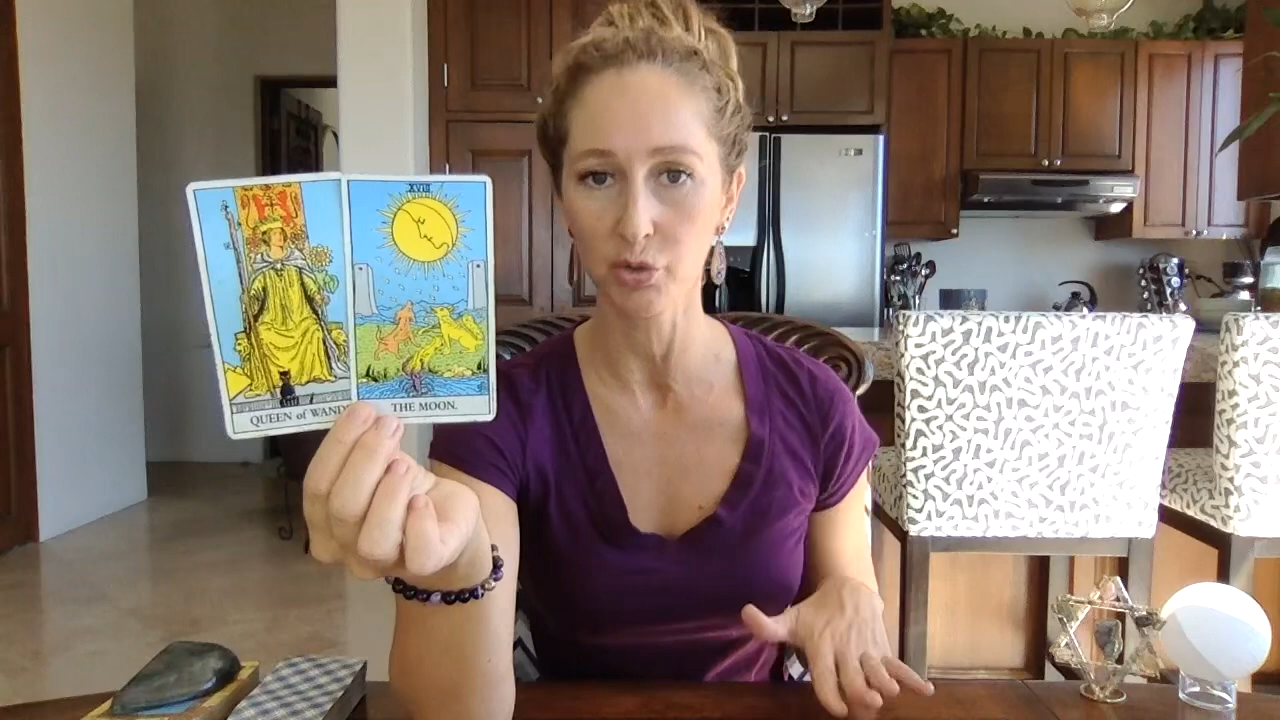 XVIII
QUEEN of WAND
THE MOON.